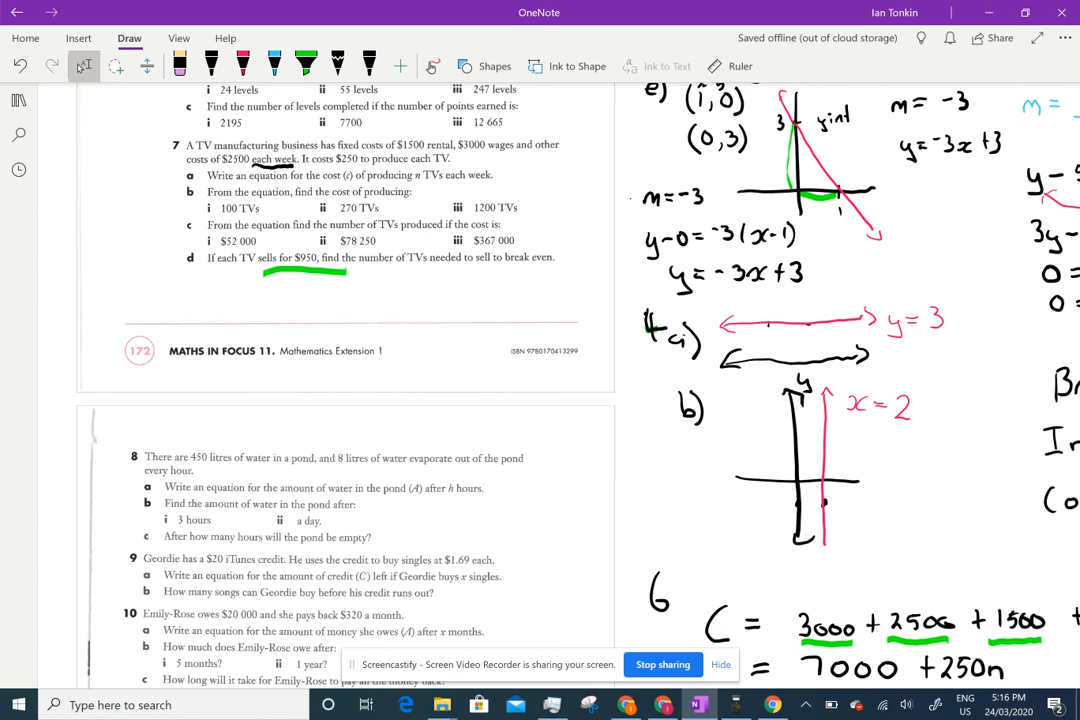 OneNote
Ian Tonkin
Home Insert Draw View Help
Saved offline (out of cloud storage)
Share
Shapes
Ink to Shape
Ink to Text
Ruler
i 24 levels ii 55 levels iii 247 levels
c Find the number of levels completed if the number of points earned is:
i 2195 ii 7700 iii 12 665
7 A TV manufacturing business has fixed costs of $1500 rental, $3000 wages and other
costs of $2500 each week. It costs $250 to produce each TV.
a Write an equation for the cost (c) of producing n TVs each week.
b From the equation, find the cost of producing:
i 100 TVs ii 270 TVs iii 1200 TVs
c From the equation find the number of TVs produced if the cost is:
i $52 000 ii $78 250 iii $367 000
d If each TV sells for $950, find the number of TVs needed to sell to break even.
172 MATHS IN FOCUS 11. Mathematics Extension 1 ISBN 9780170413299
8 There are 450 litres of water in a pond, and 8 litres of water evaporate out of the pond
every hour.
a Write an equation for the amount of water in the pond (A) after h hours.
b Find the amount of water in the pond after:
i 3 hours ii a day.
c After how many hours will the pond be empty?
9 Geordie has a $20 iTunes credit. He uses the credit to buy singles at $1.69 each.
a Write an equation for the amount of credit (C) left if Geordie buys x singles.
b How many songs can Geordie buy before his credit runs out?
10 Emily-Rose owes $20 000 and she pays back $320 a month.
a Write an equation for the amount of money she owes (A) after x months.
b How much does Emily-Rose owe after:
i 5 months? ii 1 year?
c How long will it take for Emily-Rose to pay all the money back?
e) (1, 0)
(0, 3)
3 y int
1
m = -3
y = -3x + 3
m =
m = -3
y - 0 = -3(x - 1)
y = -3x + 3
y -
3y -
0 =
0 =
y = 3
b) y x = 2
6
C = 3000 + 2500 + 1500 +
= 7000 + 250n
Screencastify - Screen Video Recorder is sharing your screen.
Stop sharing
Hide
Type here to search
ENG
US
5:16 PM
24/03/2020
2